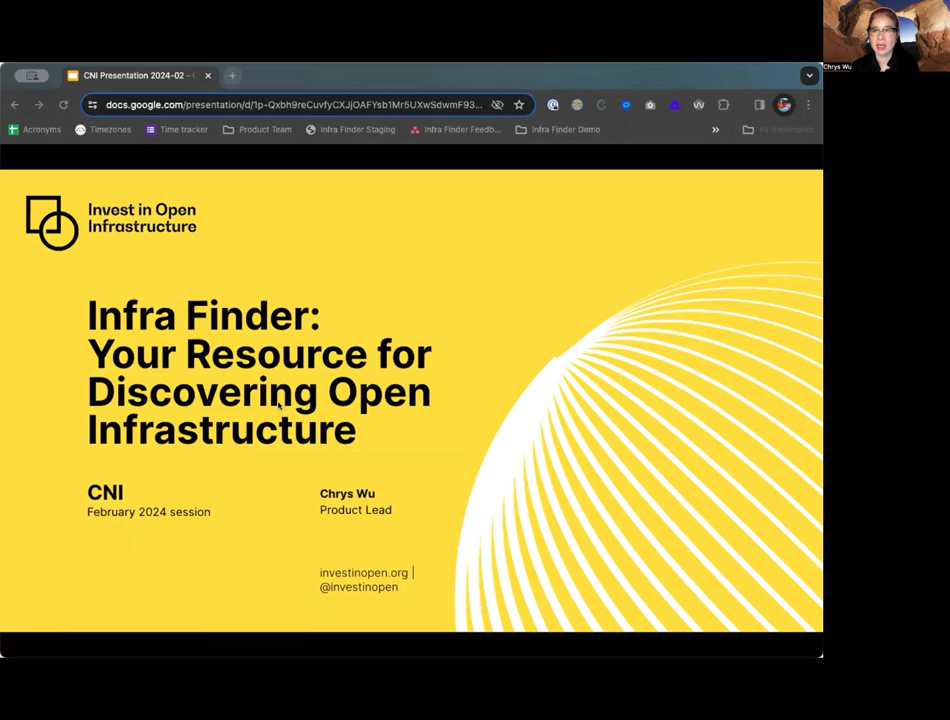 Chrys Wu
CNI Presentation 2024-02 -
docs.google.com/presentation/d/1p-Qxbh9reCuvfyCXJjOAFYsb1Mr5UXwSdwmF93...
Acronyms
Timezones
Time tracker
Product Team
Infra Finder Staging
Infra Finder Feedb...
Infra Finder Demo
All Bookmarks
Invest in Open
Infrastructure
Infra Finder:
Your Resource for
Discovering Open
Infrastructure
CNI
February 2024 session
Chrys Wu
Product Lead
investinopen.org |
@investinopen